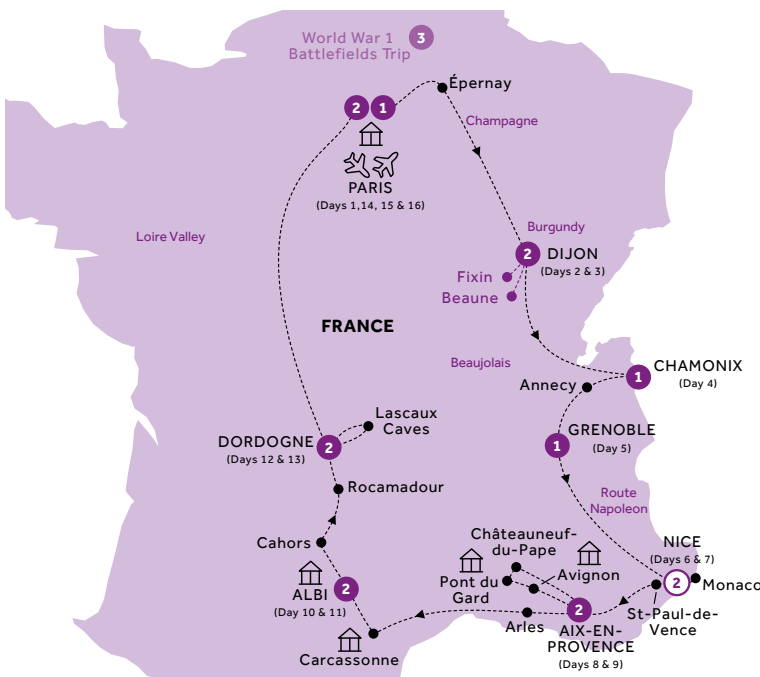 World War 1
Battlefields Trip
3
Épernay
2
1
Champagne
PARIS
(Days 1,14, 15 & 16)
Loire Valley
Burgundy
2
DIJON
(Days 2 & 3)
Fixin
Beaune
FRANCE
Beaujolais
CHAMONIX
1
(Day 4)
Annecy
Lascaux
Caves
GRENOBLE
1
(Day 5)
DORDOGNE
2
(Days 12 & 13)
Rocamadour
Route
Napoleon
Châteauneuf-
du-Pape
Cahors
NICE
(Days 6 & 7)
Avignon
Pont du
Gard
2
Monaco
ALBI
2
(Day 10 & 11)
St-Paul-de-
Vence
2
Arles
AIX-EN-
PROVENCE
(Days 8 & 9)
Carcassonne